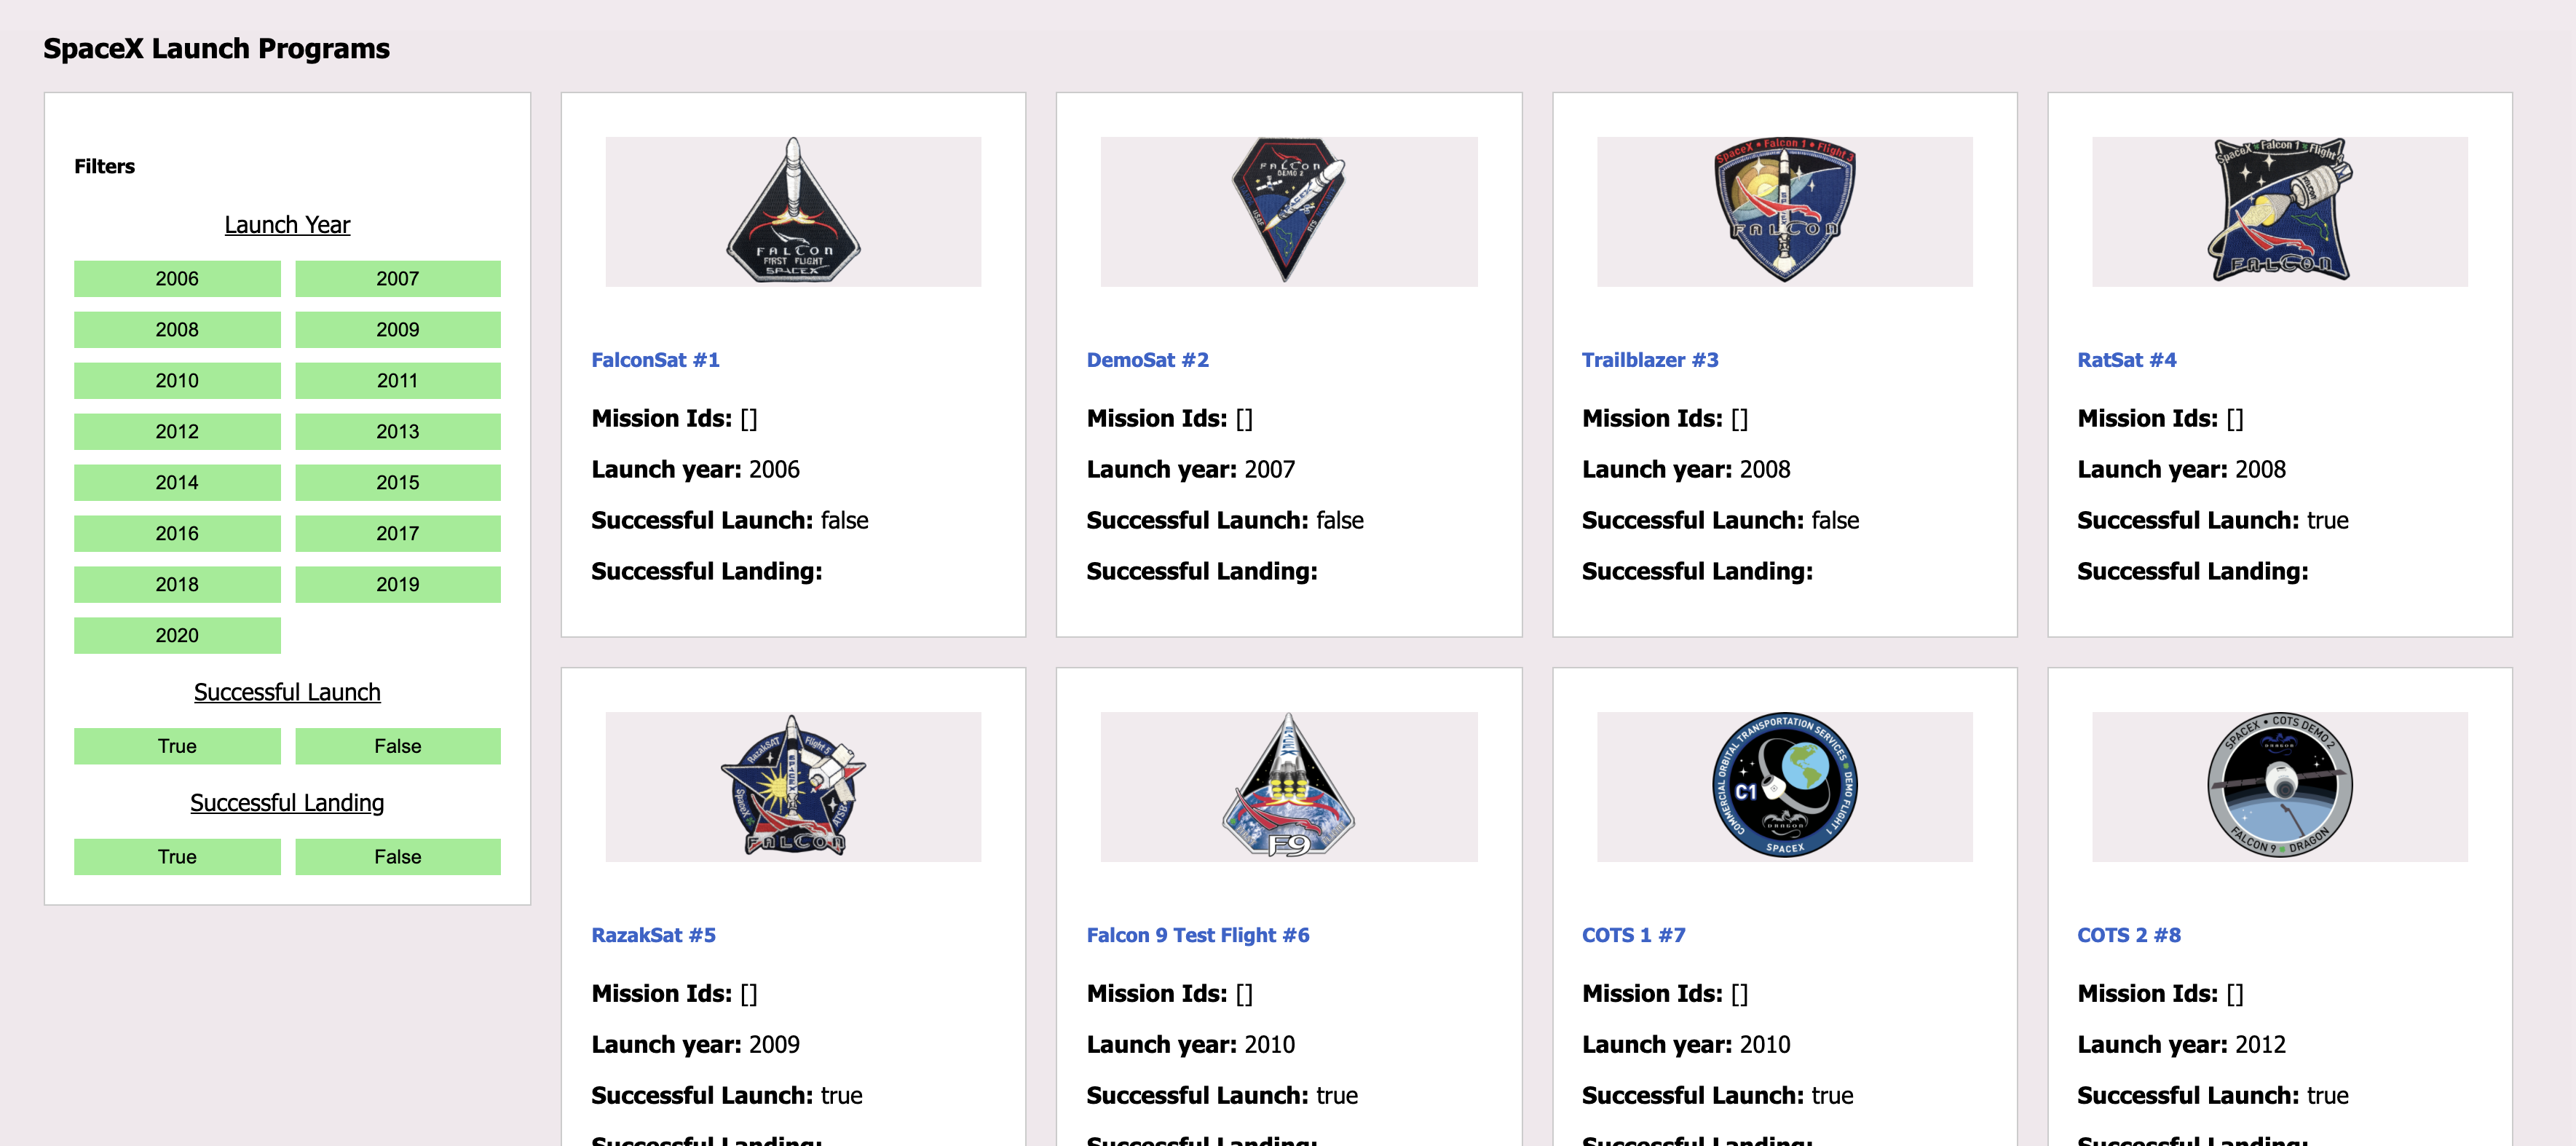 SpaceX Launch Programs
Filters
Launch Year
2006 2007
2008 2009
2010 2011
2012 2013
2014 2015
2016 2017
2018 2019
2020
Successful Launch
True False
Successful Landing
True False
FALCON
FIRST FLIGHT
SPACEX
FalconSat #1
Mission Ids: []
Launch year: 2006
Successful Launch: false
Successful Landing:
FALCON
DEMO 2
DemoSat #2
Mission Ids: []
Launch year: 2007
Successful Launch: false
Successful Landing:
SpaceX • Falcon 1 • Flight 3
FALCON
Trailblazer #3
Mission Ids: []
Launch year: 2008
Successful Launch: false
Successful Landing:
SpaceX Falcon 1 Flight 4
FALCON
RatSat #4
Mission Ids: []
Launch year: 2008
Successful Launch: true
Successful Landing:
RazakSAT Flight 5
SpaceX
ATSB
FALCON
RazakSat #5
Mission Ids: []
Launch year: 2009
Successful Launch: true
Successful Landing:
SPACEX
F9
Falcon 9 Test Flight #6
Mission Ids: []
Launch year: 2010
Successful Launch: true
Successful Landing:
COMMERCIAL ORBITAL TRANSPORTATION SERVICES • DEMO FLIGHT 1
C1
DRAGON
SPACEX
COTS 1 #7
Mission Ids: []
Launch year: 2010
Successful Launch: true
Successful Landing:
SPACEX • COTS DEMO 2
DRAGON
FALCON 9 • DRAGON
COTS 2 #8
Mission Ids: []
Launch year: 2012
Successful Launch: true
Successful Landing: